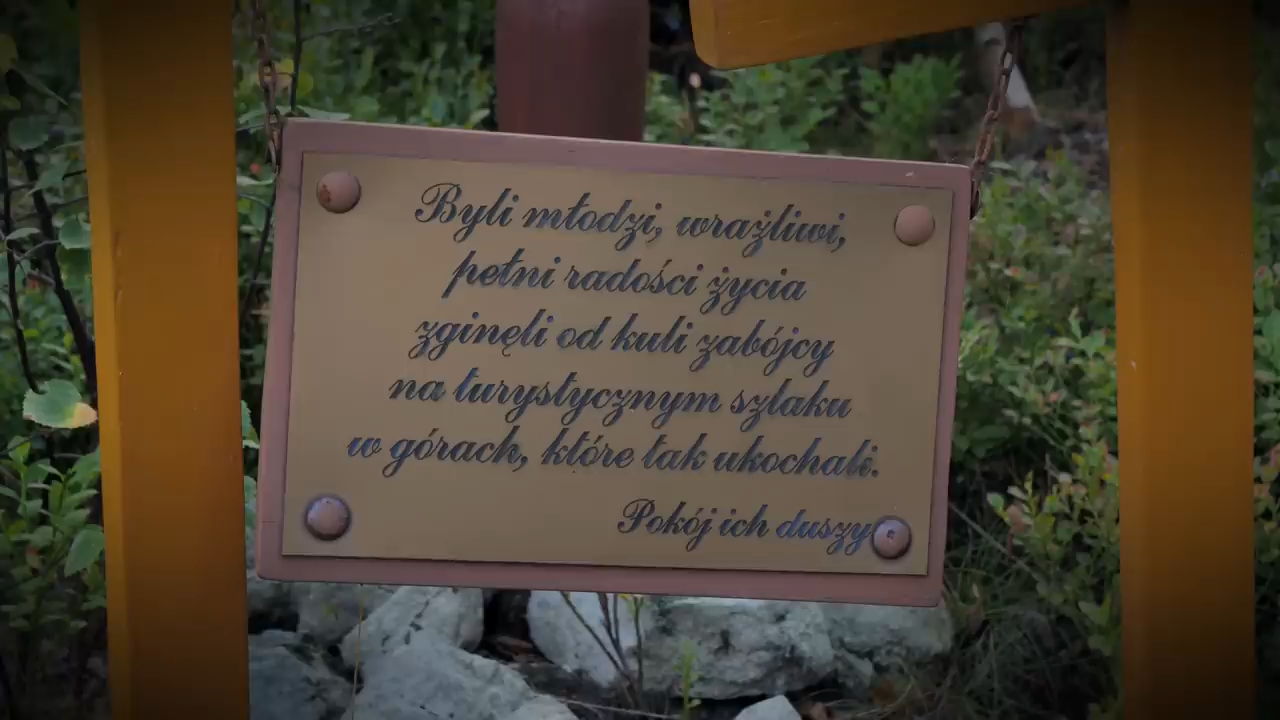 Byli młodzi, wrażliwi,
pełni radości życia
zginęli od kuli zabójcy
na turystycznym szlaku
w górach, które tak ukochali.
Pokój ich duszy